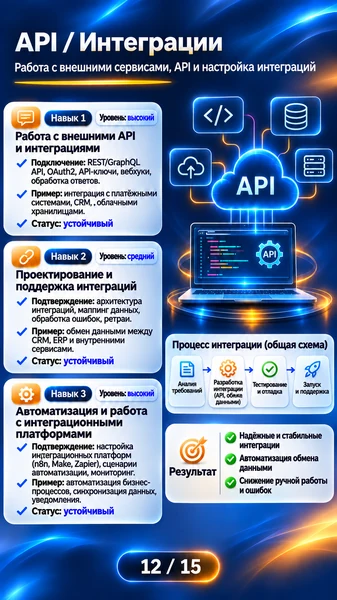 API / Интеграции
Работа с внешними сервисами, API и настройка интеграций
Навык 1
Уровень: высокий
Работа с внешними API
и интеграциями
Подключение: REST/GraphQL
API, OAuth2, API-ключи, вебхуки,
обработка ответов.
Пример: интеграция с платёжными
системами, CRM, , облачными
хранилищами.
Статус: устойчивый
Навык 2
Уровень: средний
Проектирование и
поддержка интеграций
Подтверждение: архитектура
интеграций, маппинг данных,
обработка ошибок, ретраи.
Пример: обмен данными между
CRM, ERP и внутренними
сервисами.
Статус: устойчивый
Навык 3
Уровень: высокий
Автоматизация и работа
с интеграционными
платформами
Подтверждение: настройка
интеграционных платформ
(n8n, Make, Zapier), сценарии
автоматизации, мониторинг.
Пример: автоматизация бизнес-
процессов, синхронизация данных,
уведомления.
Статус: устойчивый
</>
API
API
Процесс интеграции (общая схема)
Анализ
требований
Разработка
интеграции
(API, обмен
данными)
Тестирование
и отладка
Запуск
и поддержка
Результат
Надёжные и стабильные
интеграции
Автоматизация обмена
данными
Снижение ручной работы
и ошибок
12 / 15